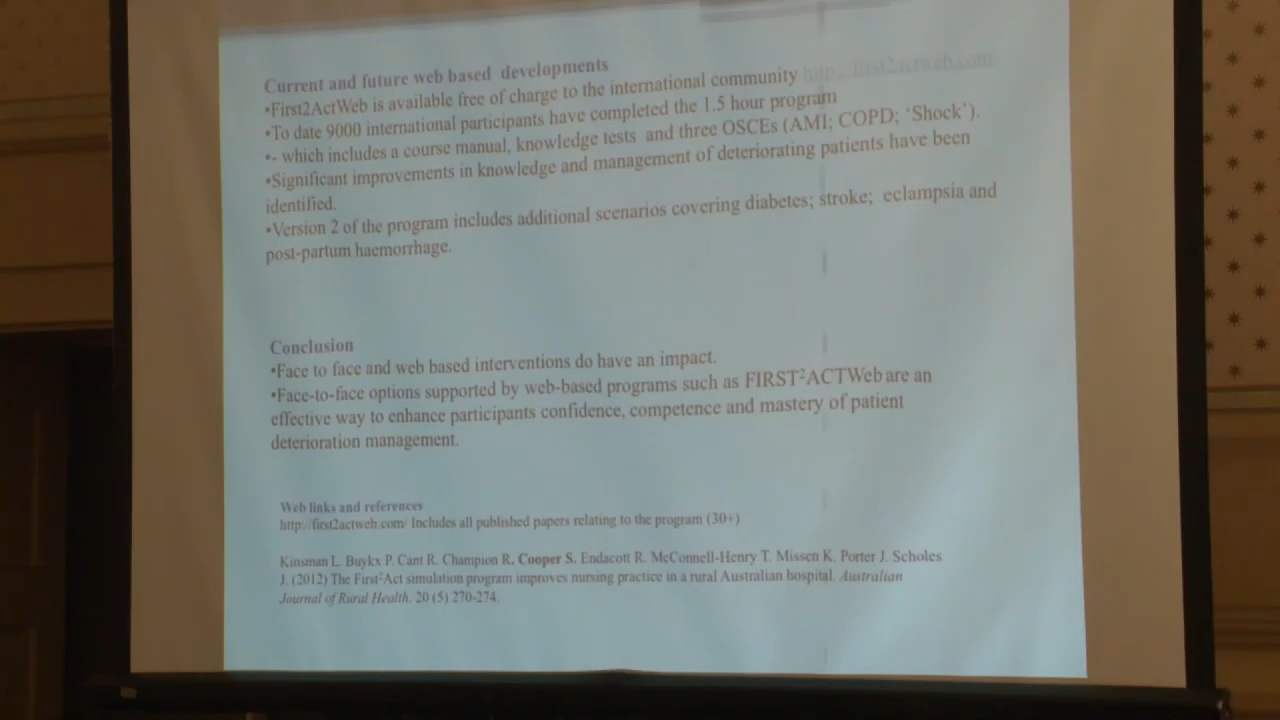 Current and future web based developments
•First2ActWeb is available free of charge to the international community http://first2actweb.com/
•To date 9000 international participants have completed the 1.5 hour program
•- which includes a course manual, knowledge tests and three OSCEs (AMI; COPD; ‘Shock’).
•Significant improvements in knowledge and management of deteriorating patients have been
identified.
•Version 2 of the program includes additional scenarios covering diabetes; stroke; eclampsia and
post-partum haemorrhage.
Conclusion
•Face to face and web based interventions do have an impact.
•Face-to-face options supported by web-based programs such as FIRST²ACTWeb are an
effective way to enhance participants confidence, competence and mastery of patient
deterioration management.
Web links and references
http://first2actweb.com/ Includes all published papers relating to the program (30+)
Kinsman L. Buykx P. Cant R. Champion R. Cooper S. Endacott R. McConnell-Henry T. Missen K. Porter J. Scholes
J. (2012) The First²Act simulation program improves nursing practice in a rural Australian hospital. Australian
Journal of Rural Health. 20 (5) 270-274.